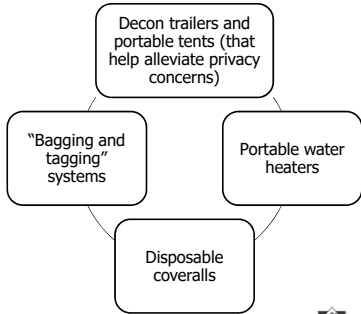 Decon trailers and
portable tents (that
help alleviate privacy
concerns)
“Bagging and
tagging”
systems
Portable water
heaters
Disposable
coveralls